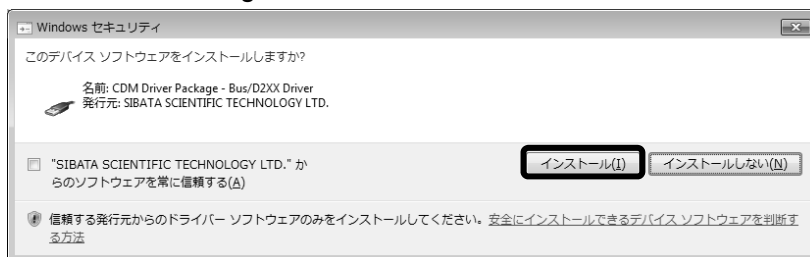 Windows セキュリティ
このデバイス ソフトウェアをインストールしますか?
名前: CDM Driver Package - Bus/D2XX Driver
発行元: SIBATA SCIENTIFIC TECHNOLOGY LTD.
"SIBATA SCIENTIFIC TECHNOLOGY LTD." か
らのソフトウェアを常に信頼する(A)
インストール(I)
インストールしない(N)
信頼する発行元からのドライバー ソフトウェアのみをインストールしてください。安全にインストールできるデバイス ソフトウェアを判断す
る方法